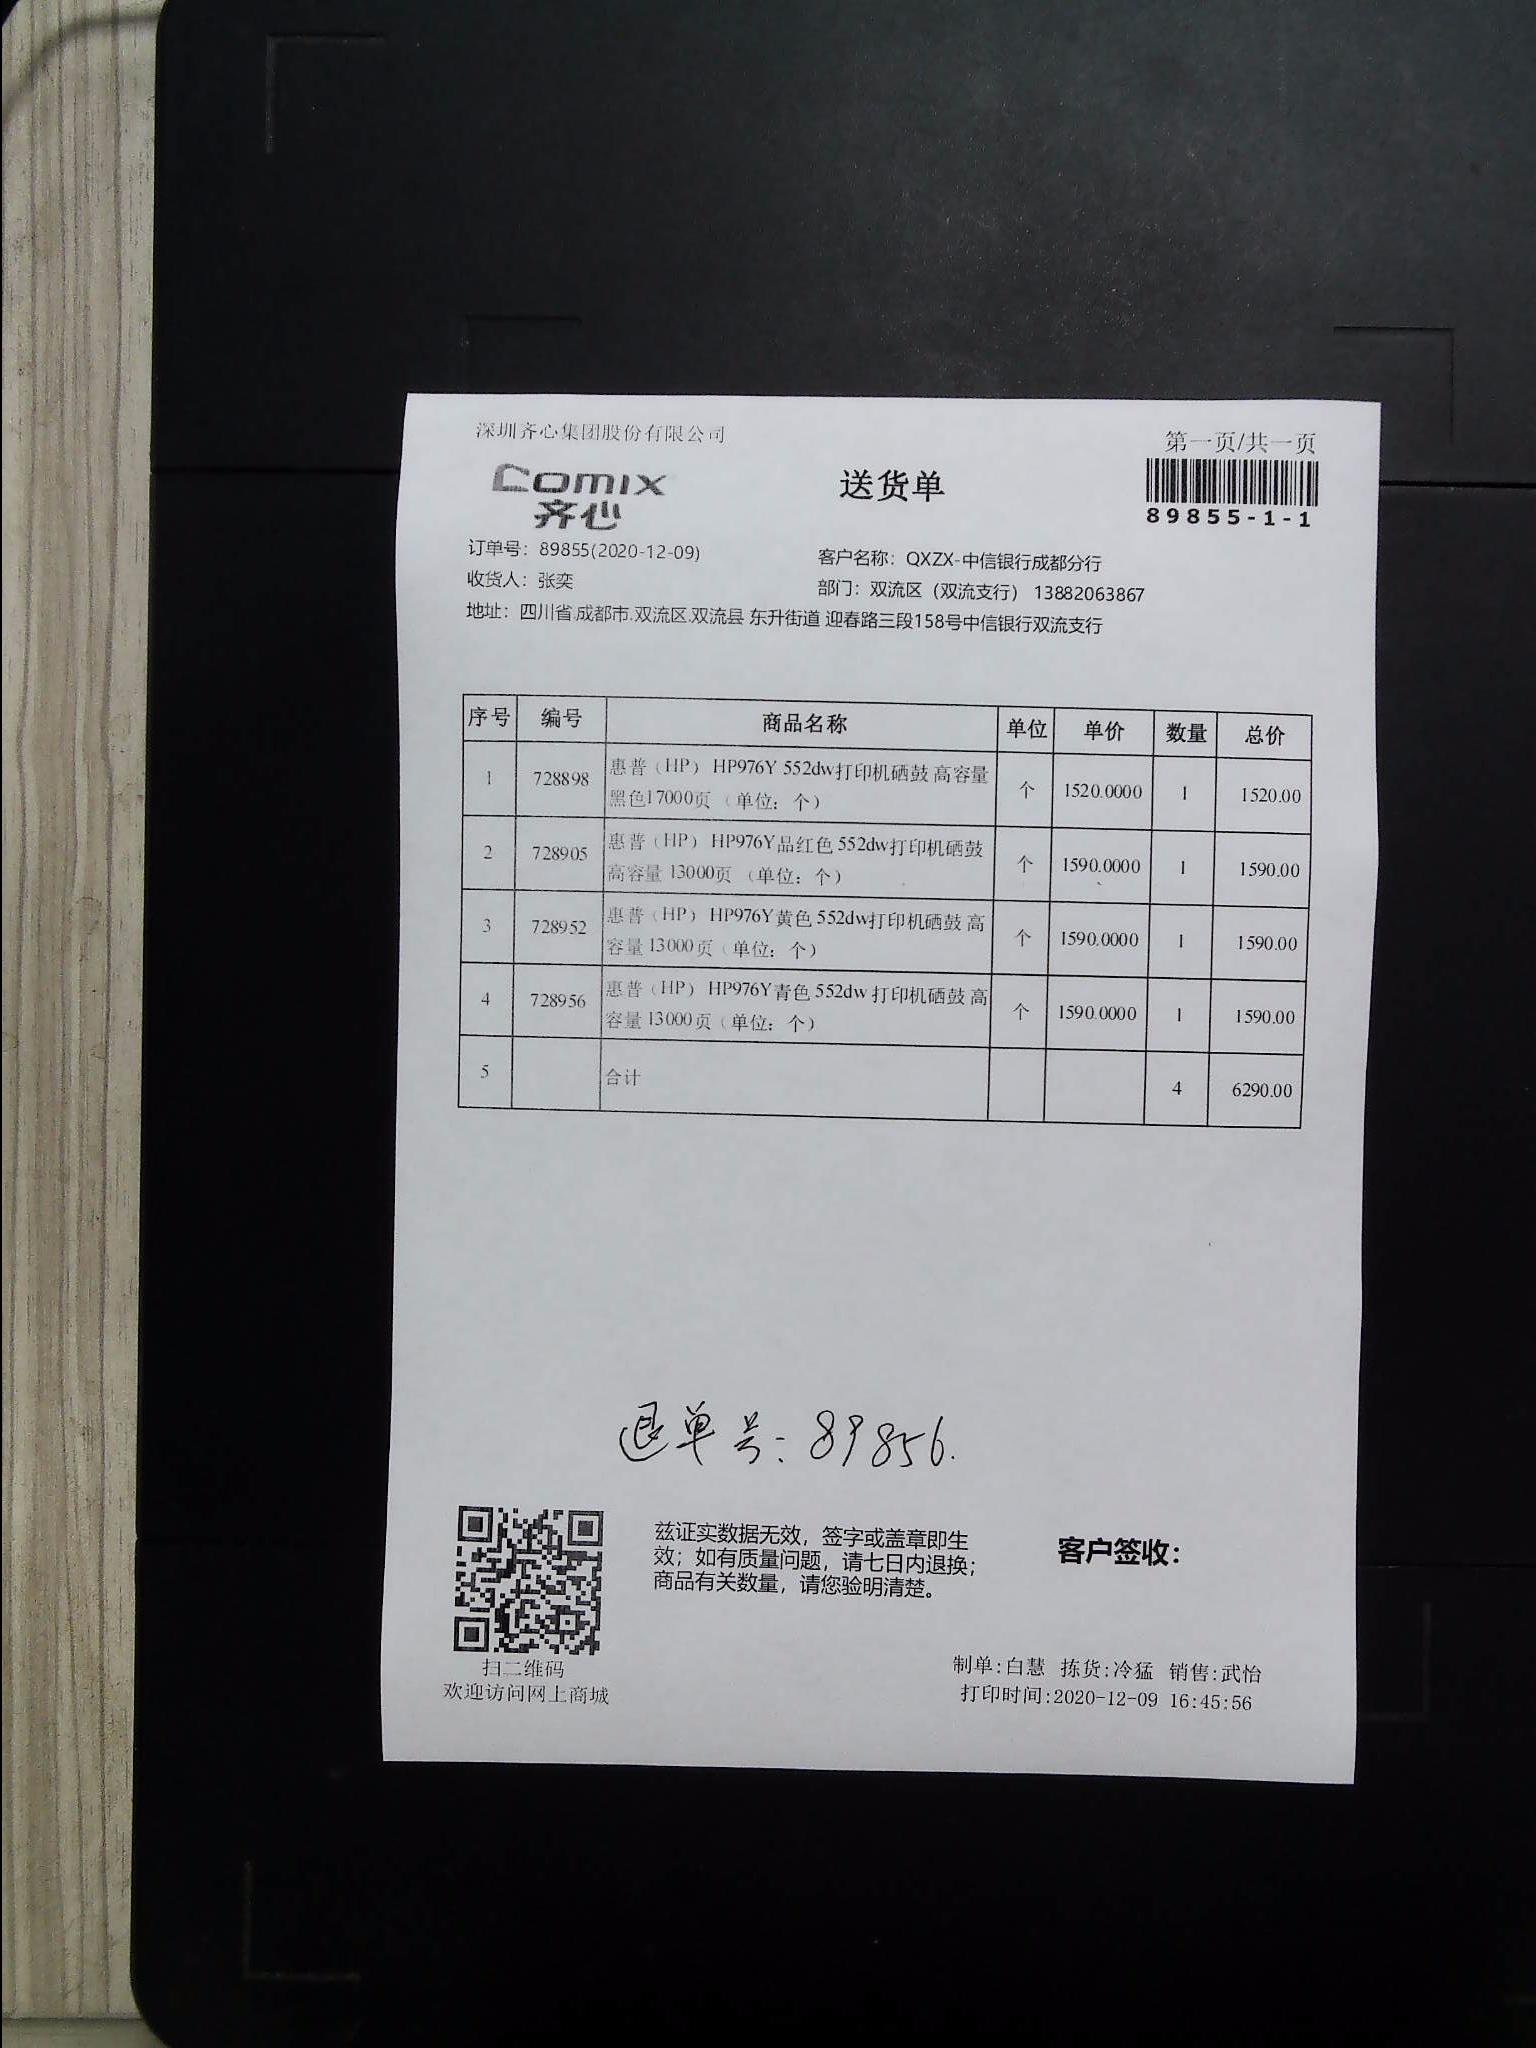 深圳齐心集团股份有限公司
第一页/共一页
Comix
齐心
送货单
89855-1-1
订单号：89855(2020-12-09)
客户名称：QXZX-中信银行成都分行
收货人：张奕
部门：双流区（双流支行） 13882063867
地址：四川省.成都市.双流区.双流县 东升街道 迎春路三段158号中信银行双流支行
序号 编号 商品名称 单位 单价 数量 总价
1 728898 惠普（HP） HP976Y 552dw打印机硒鼓 高容量 个 1520.0000 1 1520.00
黑色17000页 （单位：个）
2 728905 惠普（HP） HP976Y品红色 552dw打印机硒鼓 个 1590.0000 1 1590.00
高容量 13000页 （单位：个）
3 728952 惠普（HP） HP976Y黄色 552dw打印机硒鼓 高 个 1590.0000 1 1590.00
容量 13000页（单位：个）
4 728956 惠普（HP） HP976Y青色 552dw 打印机硒鼓 高 个 1590.0000 1 1590.00
容量 13000页（单位：个）
5 合计 4 6290.00
退单号：89856.
兹证实数据无效，签字或盖章即生
效；如有质量问题，请七日内退换；
商品有关数量，请您验明清楚。
客户签收：
扫二维码
欢迎访问网上商城
制单:白慧 拣货:冷猛 销售:武怡
打印时间:2020-12-09 16:45:56